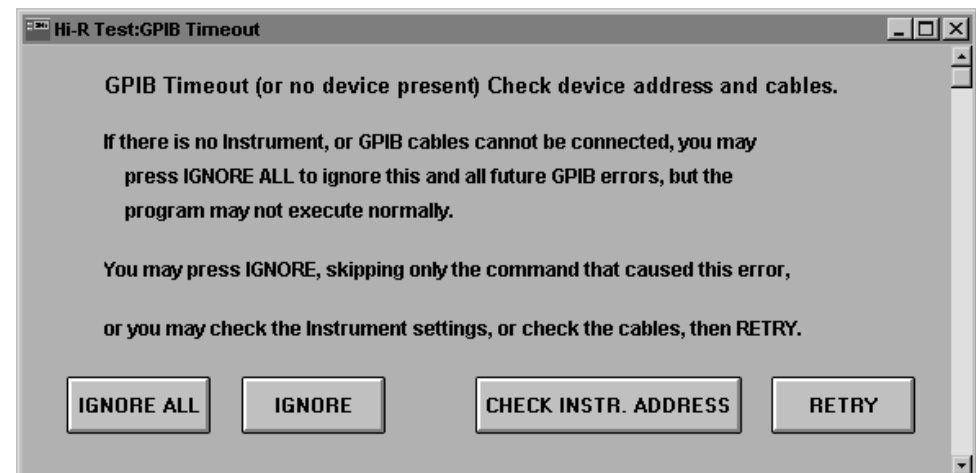 Hi-R Test:GPIB Timeout
GPIB Timeout (or no device present) Check device address and cables.
If there is no Instrument, or GPIB cables cannot be connected, you may
press IGNORE ALL to ignore this and all future GPIB errors, but the
program may not execute normally.
You may press IGNORE, skipping only the command that caused this error,
or you may check the Instrument settings, or check the cables, then RETRY.
IGNORE ALL IGNORE CHECK INSTR. ADDRESS RETRY